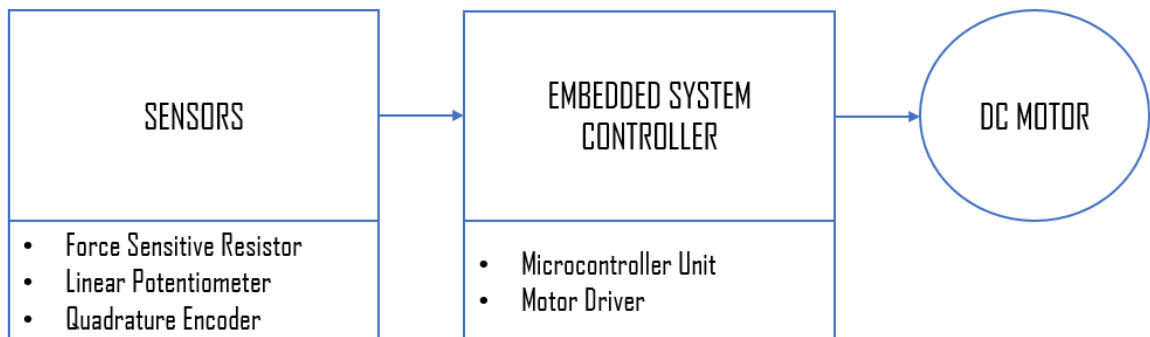 SENSORS
• Force Sensitive Resistor
• Linear Potentiometer
• Quadrature Encoder
EMBEDDED SYSTEM
CONTROLLER
• Microcontroller Unit
• Motor Driver
DC MOTOR